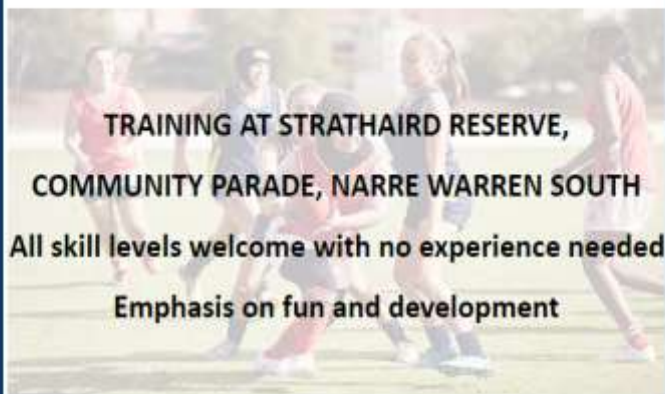 TRAINING AT STRATHAIRD RESERVE,
COMMUNITY PARADE, NARRE WARREN SOUTH
All skill levels welcome with no experience needed
Emphasis on fun and development